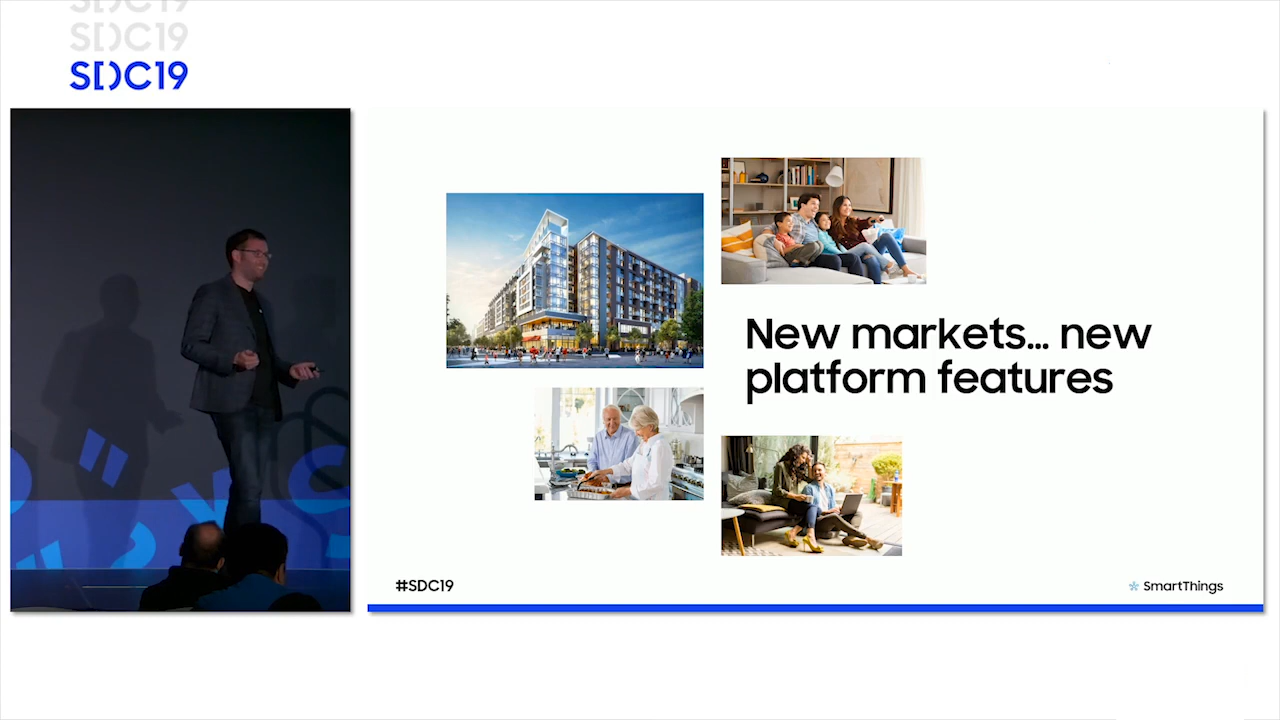 SDC19
SDC19
SDC19
New markets... new
platform features
#SDC19
SmartThings